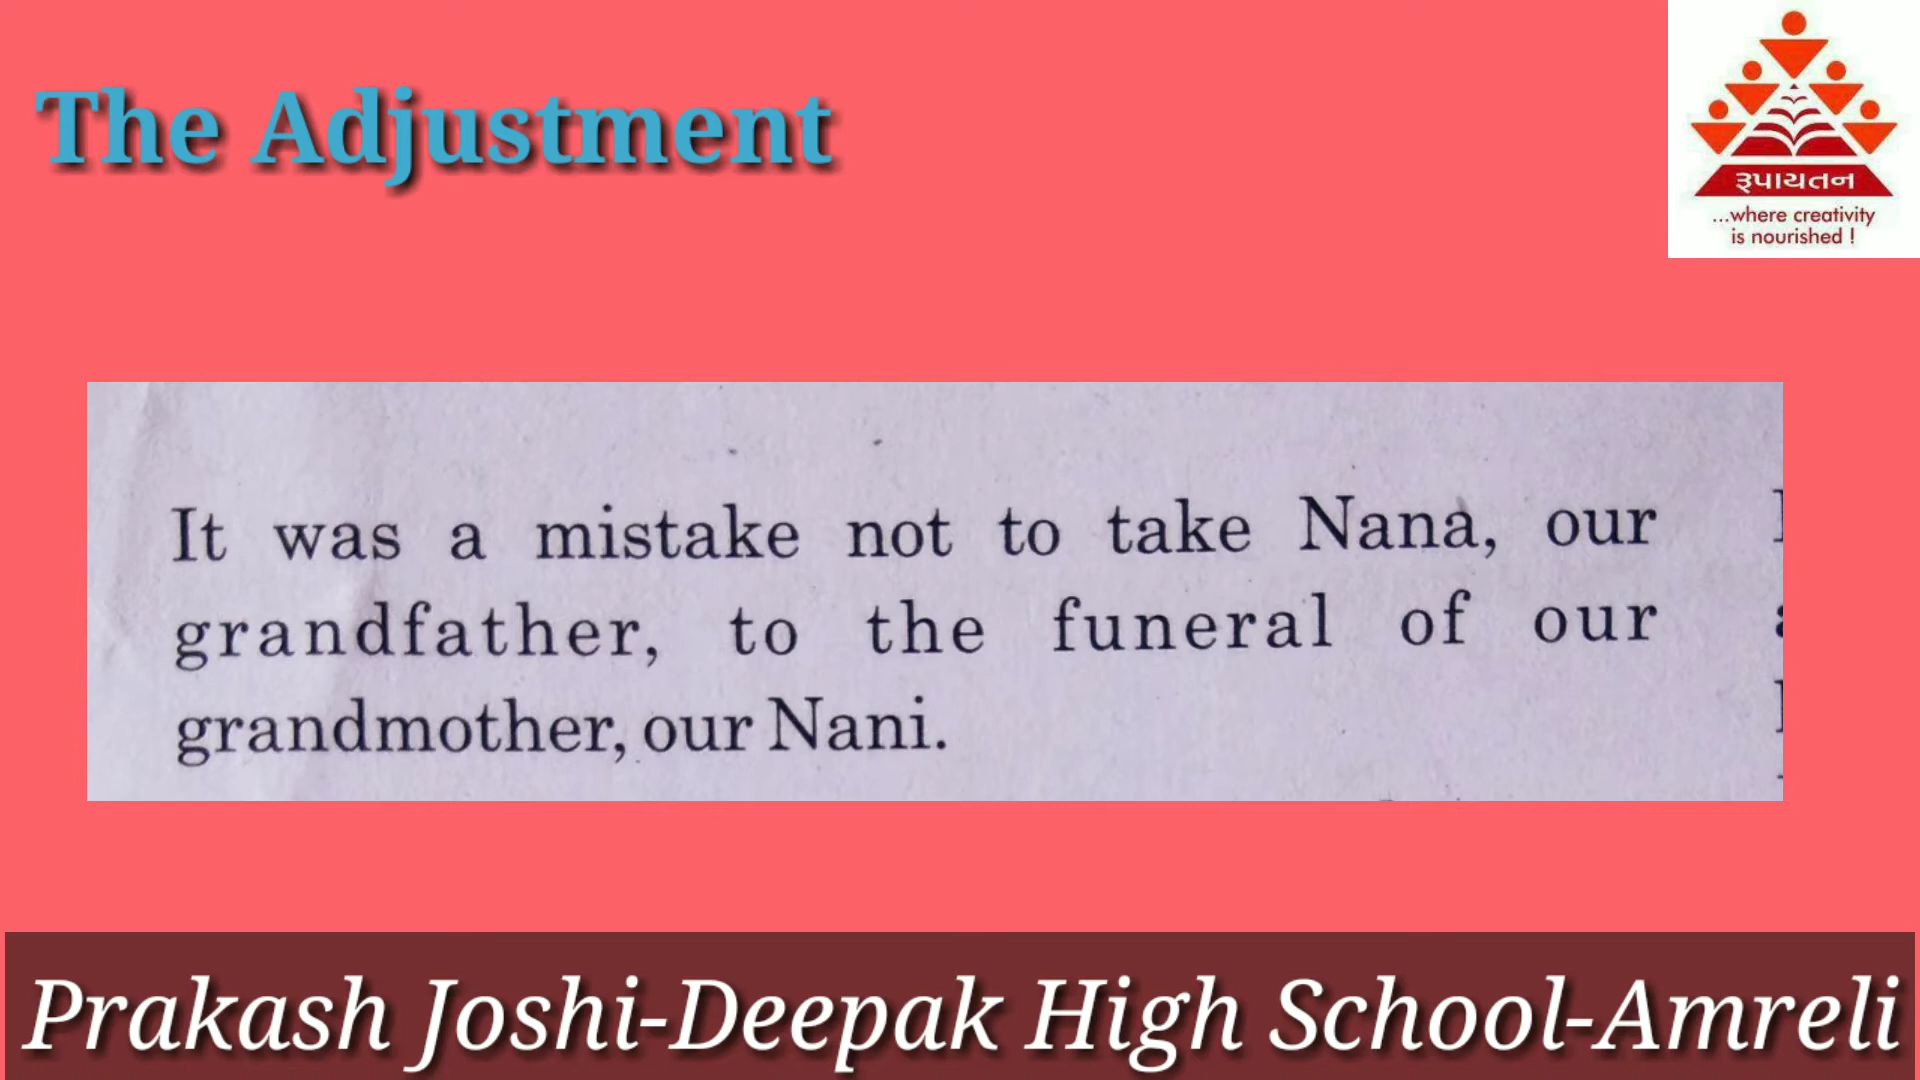 The Adjustment
રૂપાયતન
...where creativity
is nourished !
It was a mistake not to take Nana, our
grandfather, to the funeral of our
grandmother, our Nani.
Prakash Joshi-Deepak High School-Amreli